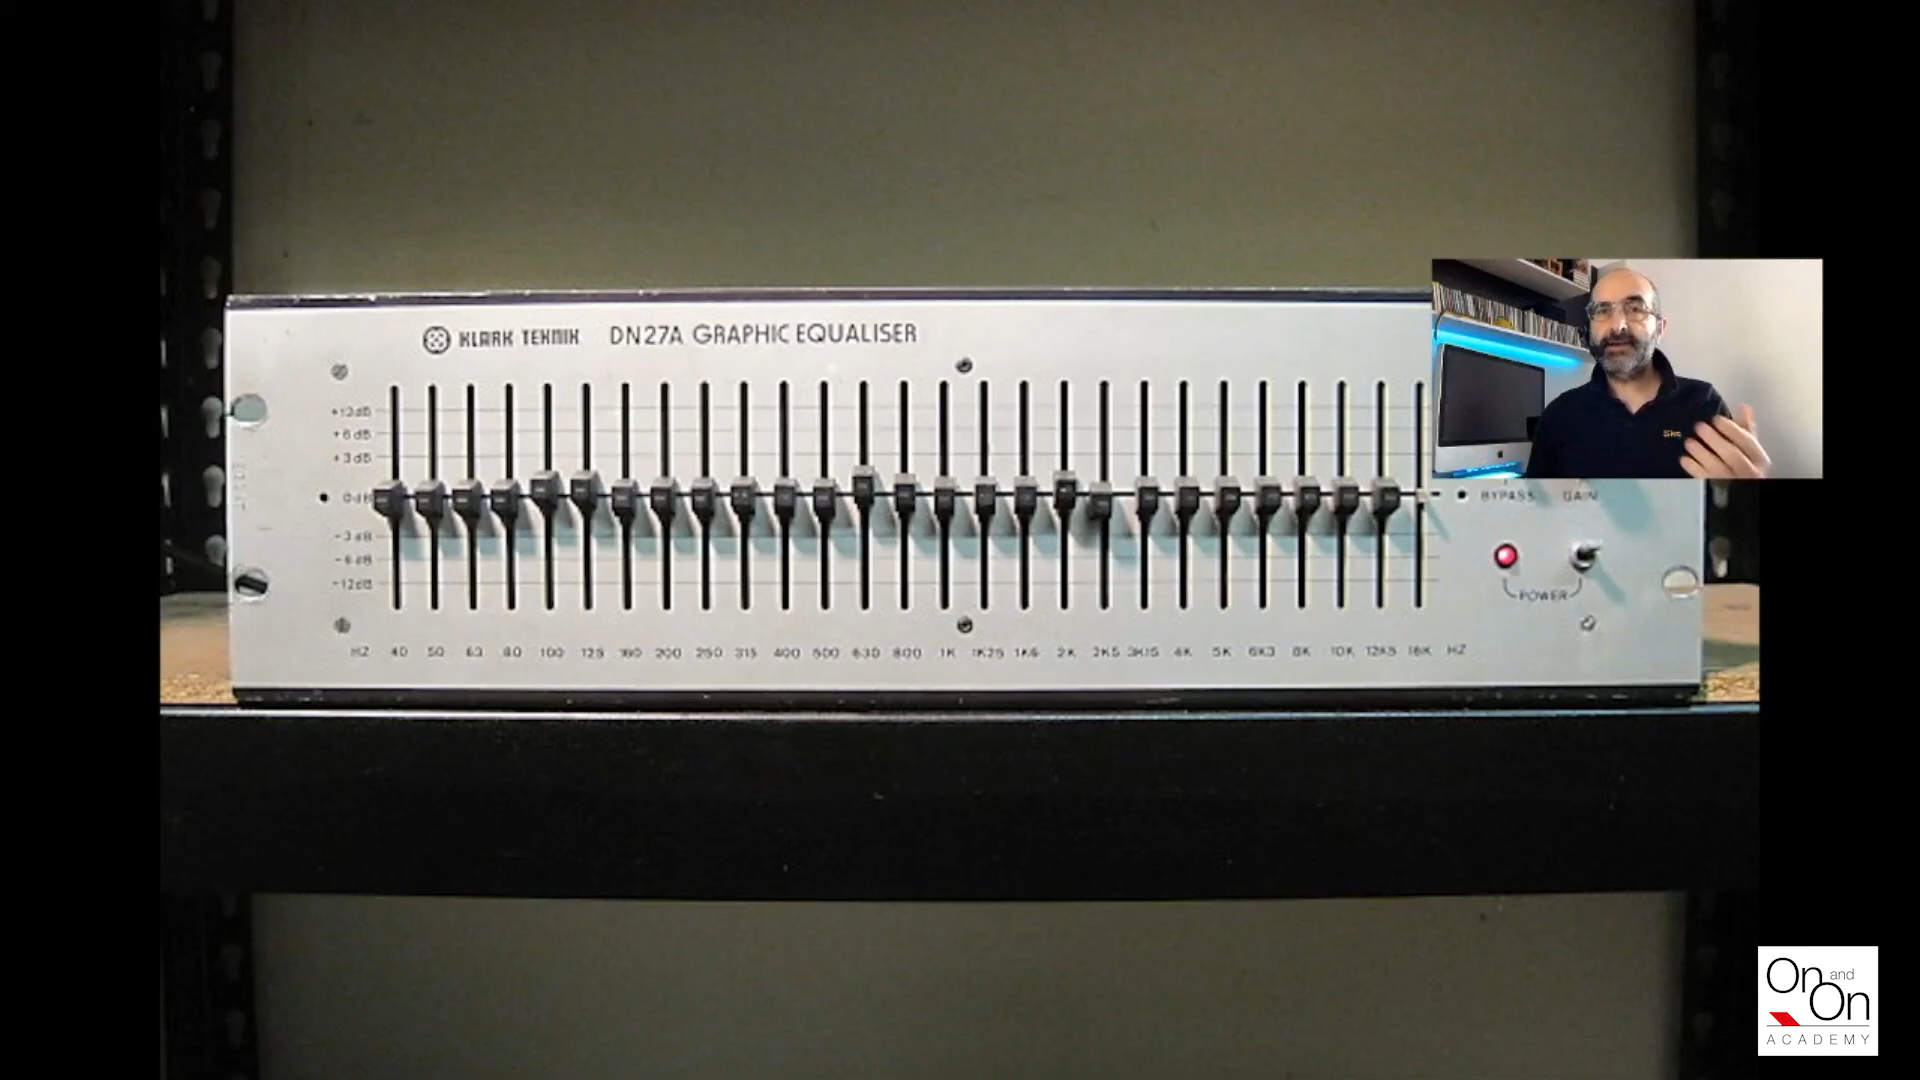 KLARK TEKNIK DN27A GRAPHIC EQUALISER
+12dB
+6dB
+3dB
0dB
BYPASS GAIN
-3dB
-6dB
-12dB
POWER
HZ 40 50 63 80 100 125 160 200 250 315 400 500 630 800 1K 1K25 1K6 2K 2K5 3K15 4K 5K 6K3 8K 10K 12K5 16K HZ
On and
On
ACADEMY